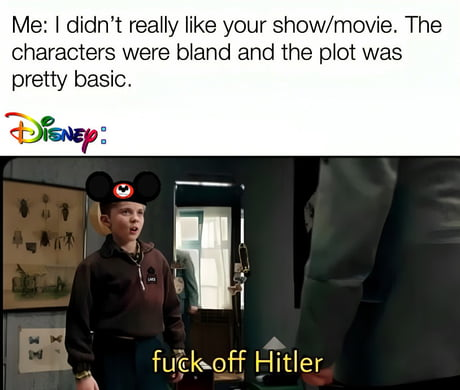 Me: I didn’t really like your show/movie. The
characters were bland and the plot was
pretty basic.
DISNEY:
fuck off Hitler